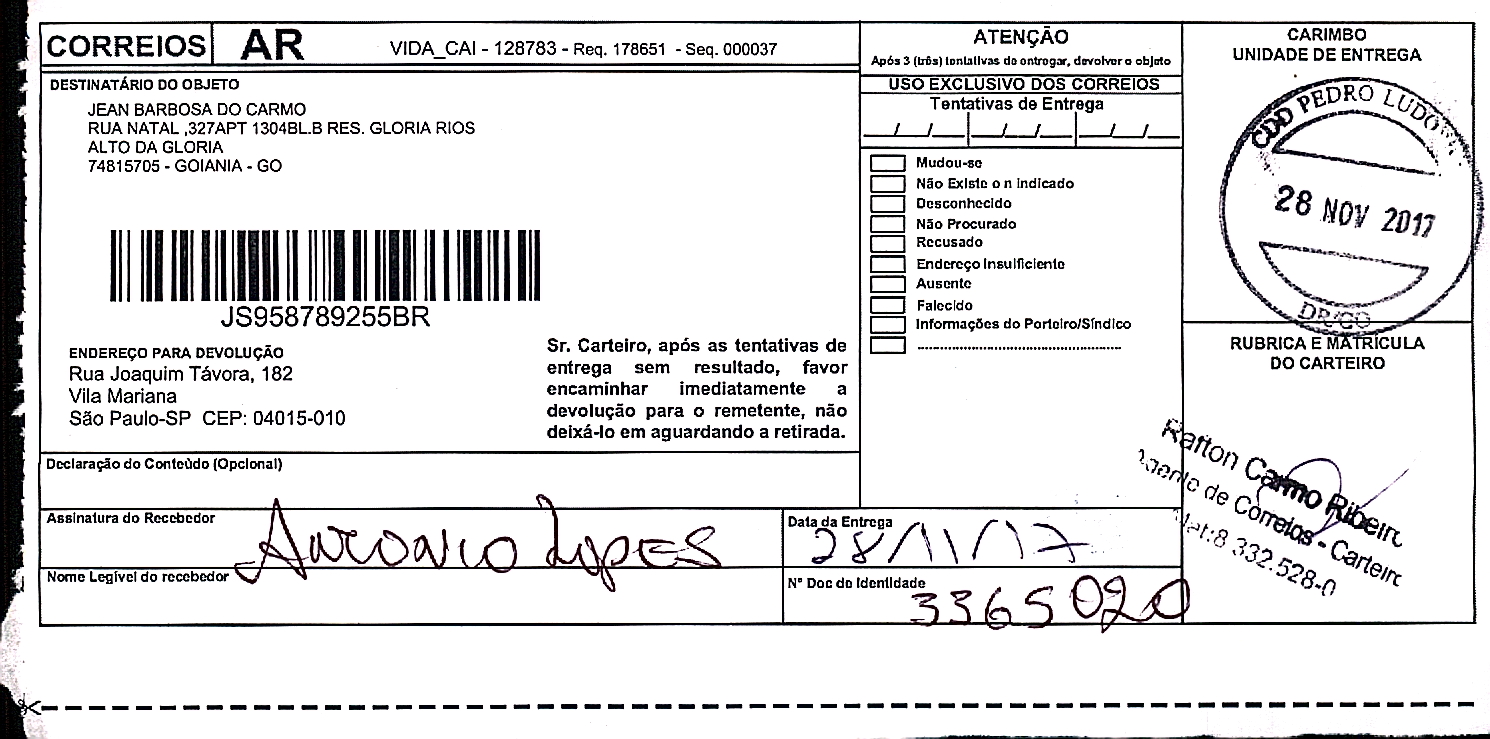 CORREIOS AR VIDA_CAI - 128783 - Req. 178651 - Seq. 000037
DESTINATÁRIO DO OBJETO
JEAN BARBOSA DO CARMO
RUA NATAL ,327APT 1304BL.B RES. GLORIA RIOS
ALTO DA GLORIA
74815705 - GOIANIA - GO
JS958789255BR
ENDEREÇO PARA DEVOLUÇÃO
Rua Joaquim Távora, 182
Vila Mariana
São Paulo-SP CEP: 04015-010
Sr. Carteiro, após as tentativas de
entrega sem resultado, favor
encaminhar imediatamente a
devolução para o remetente, não
deixá-lo em aguardando a retirada.
ATENÇÃO
Após 3 (três) tentativas de entregar, devolver o objeto
USO EXCLUSIVO DOS CORREIOS
Tentativas de Entrega
__/__/__ __/__/__ __/__/__
Mudou-se
Não Existe o n indicado
Desconhecido
Não Procurado
Recusado
Endereço Insuficiente
Ausente
Falecido
Informações do Porteiro/Síndico
CARIMBO
UNIDADE DE ENTREGA
CDD PEDRO
28 NOV 2017
DR/GO
RUBRICA E MATRÍCULA
DO CARTEIRO
Rafton Carmo Ribeiro
Agente de Correios - Carteiro
Mat:8.332.528-0
Declaração do Conteúdo (Opcional)
Assinatura do Recebedor
Antonio Lopes
Nome Legível do recebedor
Data da Entrega
28/11/17
N° Doc de Identidade
3365020